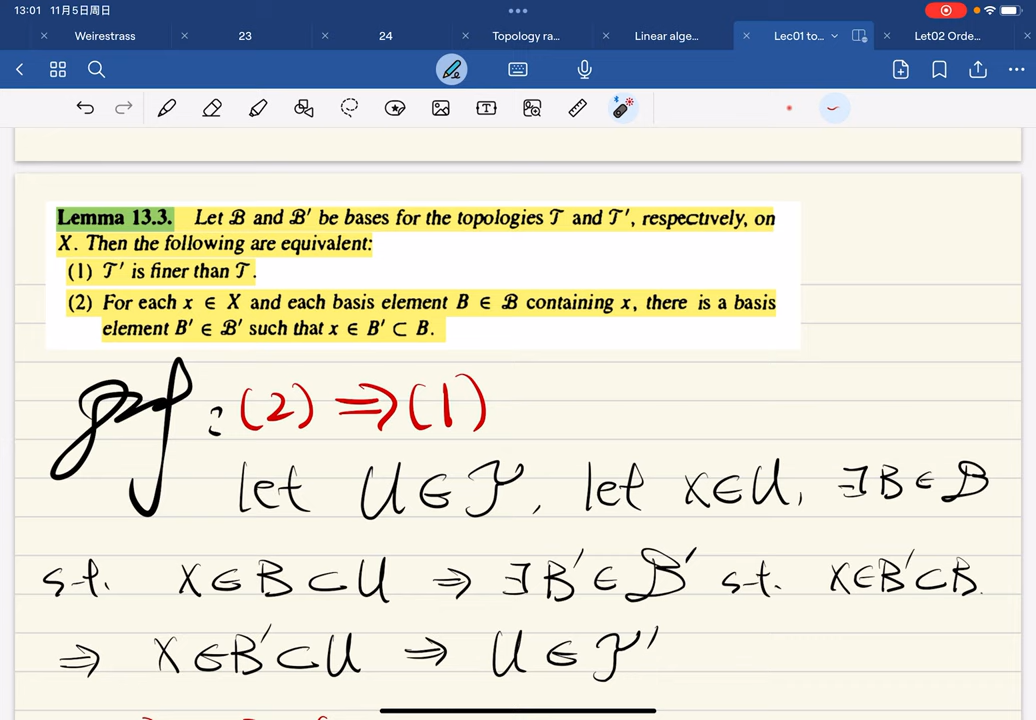 13:01 11月5日周日
Weirestrass 23 24 Topology ra... Linear alge... Lec01 to... Let02 Orde...
Lemma 13.3. Let ℬ and ℬ′ be bases for the topologies 𝒯 and 𝒯′, respectively, on
X. Then the following are equivalent:
(1) 𝒯′ is finer than 𝒯.
(2) For each x ∈ X and each basis element B ∈ ℬ containing x, there is a basis
element B′ ∈ ℬ′ such that x ∈ B′ ⊂ B.
prf : (2) ⇒ (1)
let U ∈ 𝒯, let x ∈ U, ∃ B ∈ ℬ
s.t. x ∈ B ⊂ U ⇒ ∃ B′ ∈ ℬ′ s.t. x ∈ B′ ⊂ B.
⇒ x ∈ B′ ⊂ U ⇒ U ∈ 𝒯′